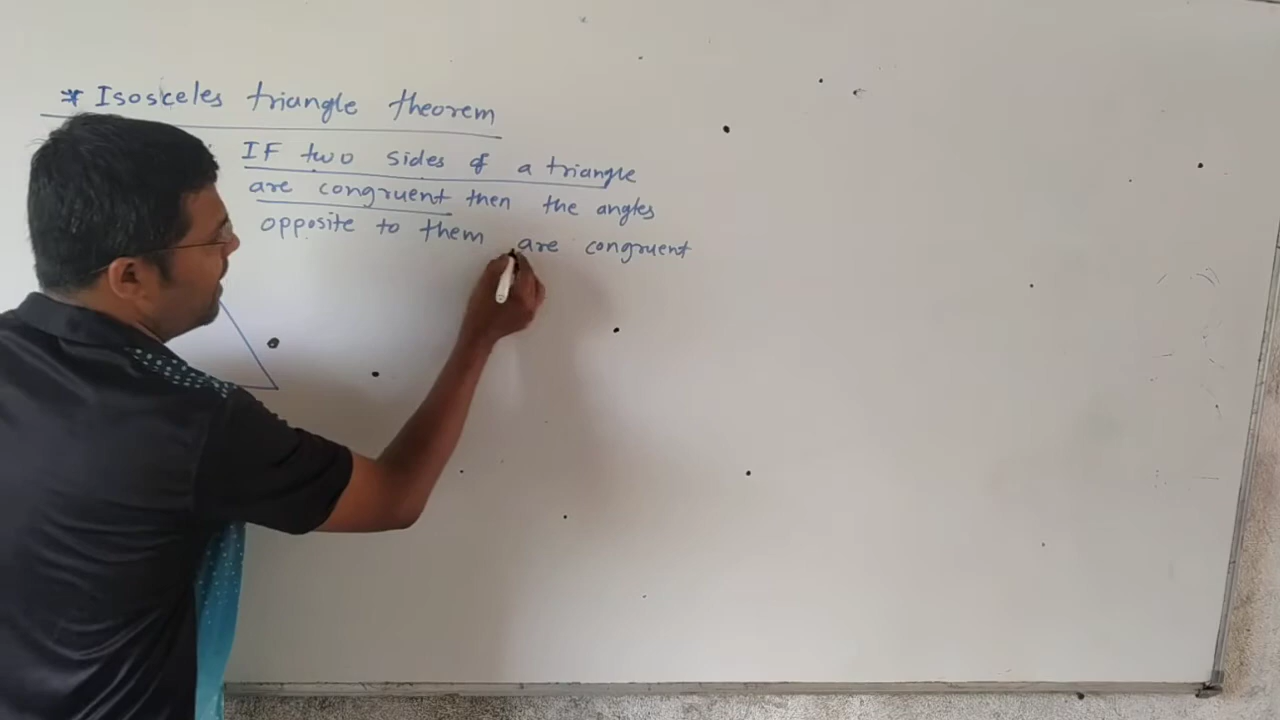 * Isosceles triangle theorem
IF two sides of a triangle
are congruent then the angles
opposite to them are congruent